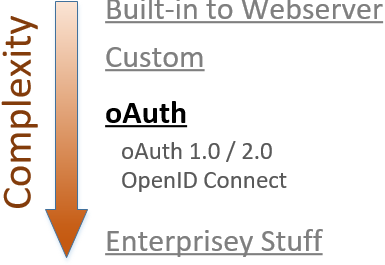 Complexity
Built-in to Webserver
Custom
oAuth
oAuth 1.0 / 2.0
OpenID Connect
Enterprisey Stuff